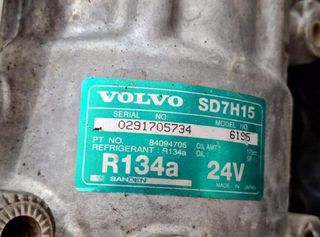 VOLVO SD7H15
SERIAL NO. MODEL NO.
0291705734 6195
PT NO. 84094705 OIL AMT
REFRIGERANT : R134a OIL
R134a 24V
SANDEN MADE IN JAPAN